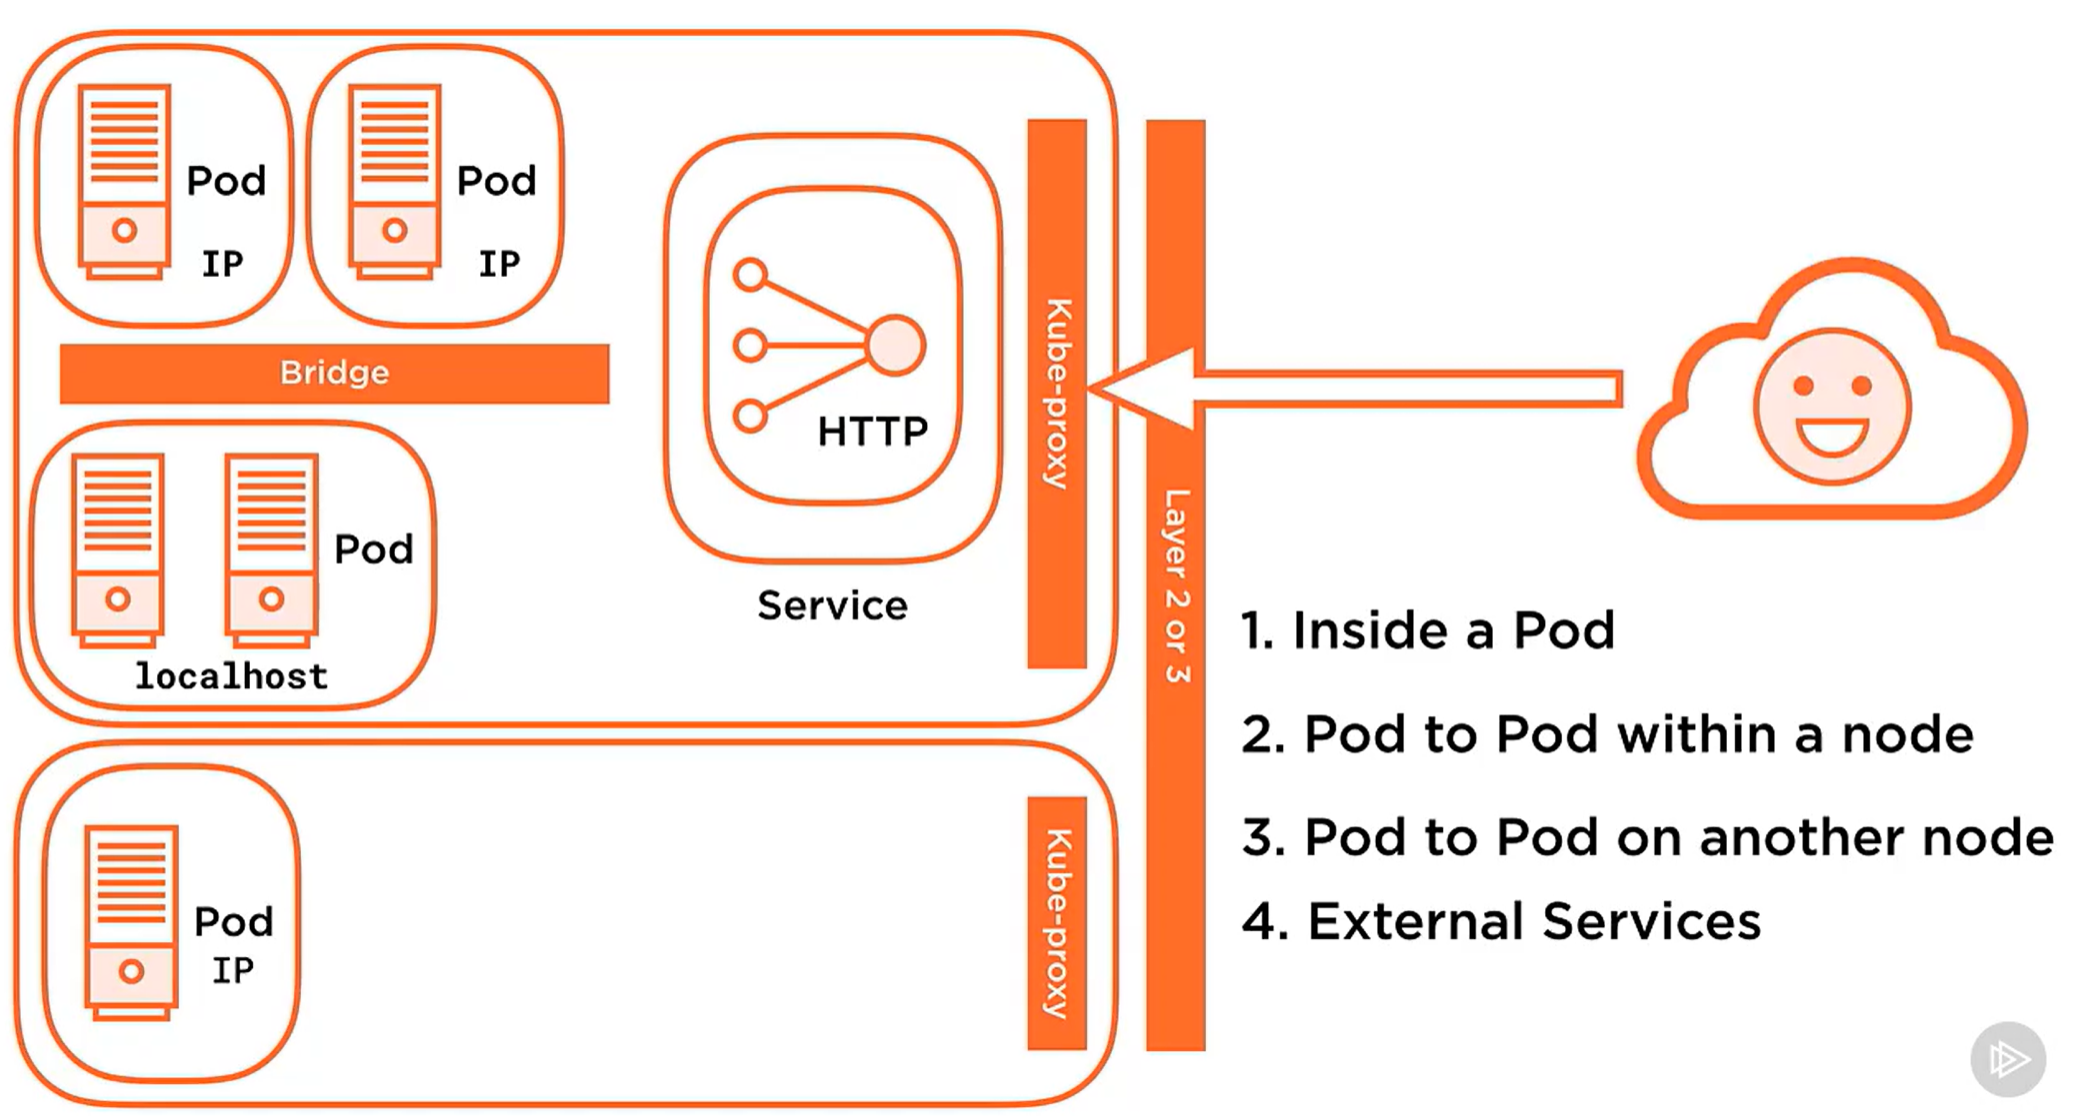 Pod
IP
Pod
IP
Bridge
Pod
localhost
HTTP
Service
Kube-proxy
Layer 2 or 3
Pod
IP
Kube-proxy
1. Inside a Pod
2. Pod to Pod within a node
3. Pod to Pod on another node
4. External Services